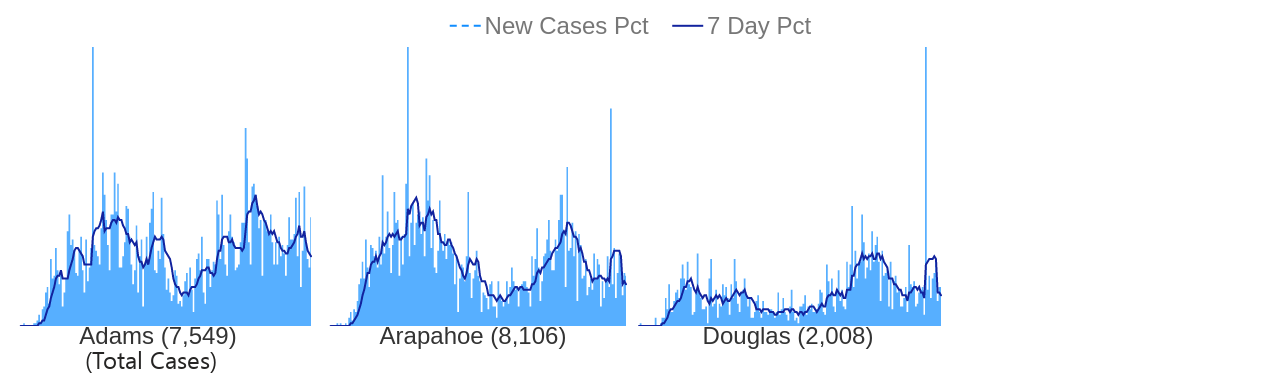 New Cases Pct 7 Day Pct
Adams (7,549) Arapahoe (8,106) Douglas (2,008)
(Total Cases)